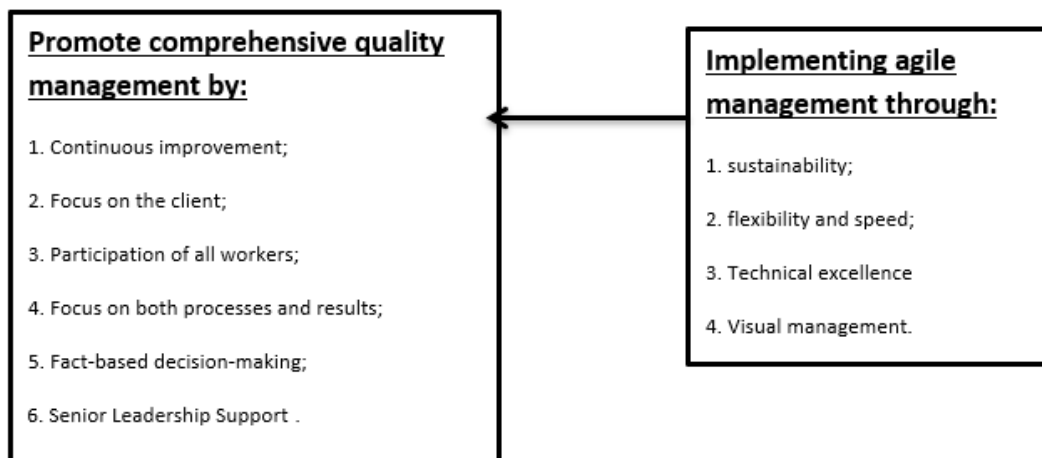 Promote comprehensive quality
management by:
1. Continuous improvement;
2. Focus on the client;
3. Participation of all workers;
4. Focus on both processes and results;
5. Fact-based decision-making;
6. Senior Leadership Support .
Implementing agile
management through:
1. sustainability;
2. flexibility and speed;
3. Technical excellence
4. Visual management.